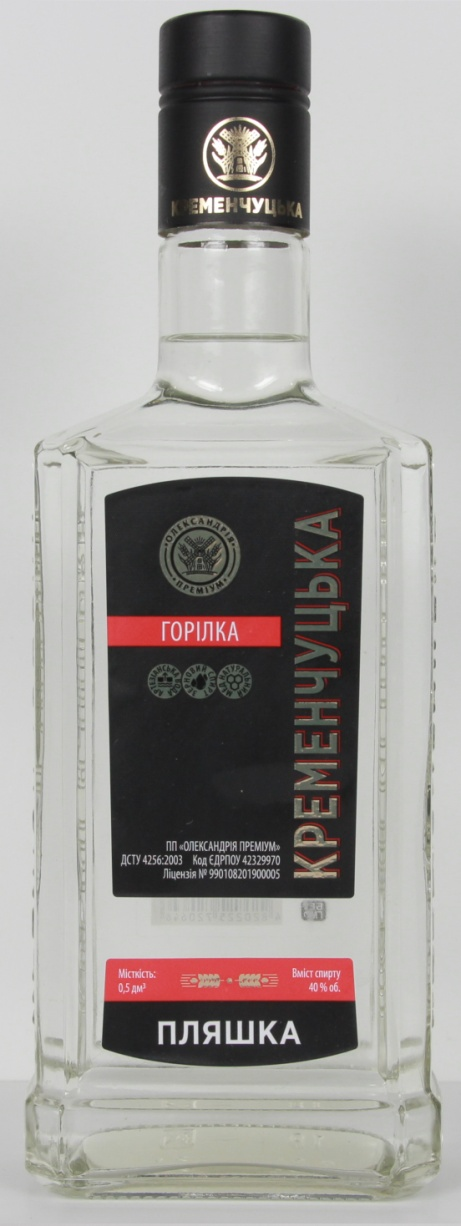 КРЕМЕНЧУЦЬКА
ОЛЕКСАНДРІЯ
ПРЕМІУМ
ГОРІЛКА
КРЕМЕНЧУЦЬКА
ПП «ОЛЕКСАНДРІЯ ПРЕМІУМ»
ДСТУ 4256:2003 Код ЄДРПОУ 42329970
Ліцензія № 990108201900005
Місткість:
0,5 дм³
Вміст спирту
40 % об.
ПЛЯШКА